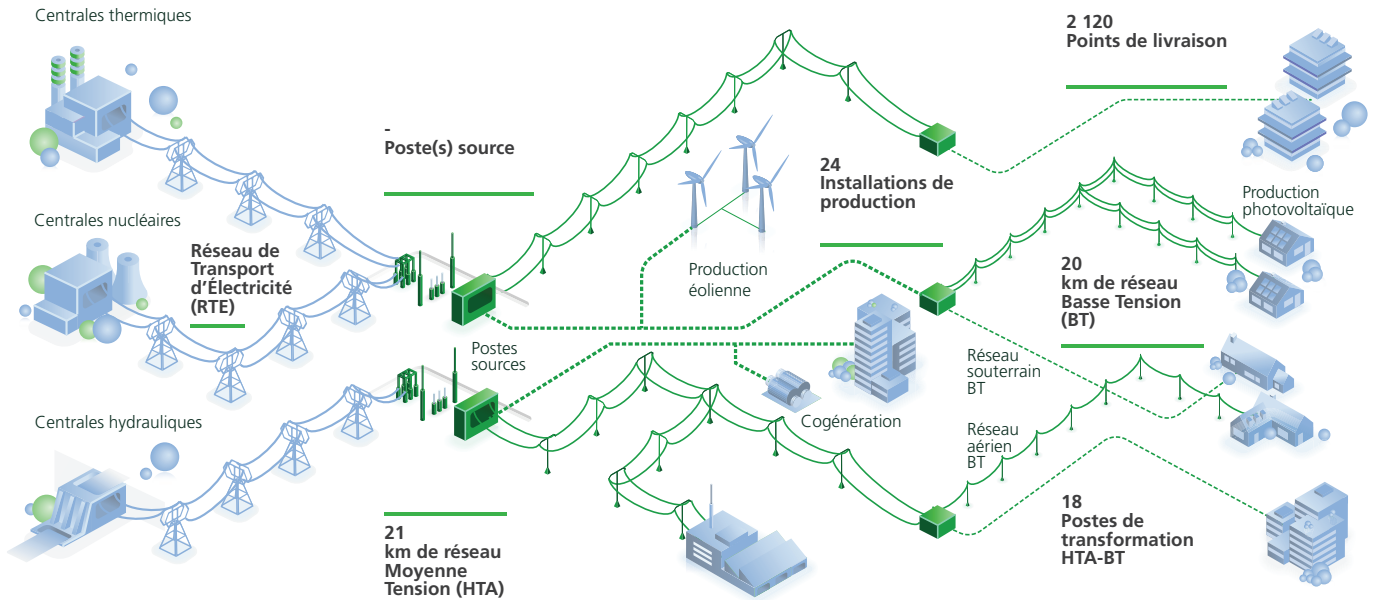 Centrales thermiques
2 120
Points de livraison
-
Poste(s) source
24
Installations de
production
Production
photovoltaïque
Centrales nucléaires
Réseau de
Transport
d'Électricité
(RTE)
Production
éolienne
20
km de réseau
Basse Tension
(BT)
Postes
sources
Réseau
souterrain
BT
Centrales hydrauliques
Cogénération
Réseau
aérien
BT
21
km de réseau
Moyenne
Tension (HTA)
18
Postes de
transformation
HTA-BT